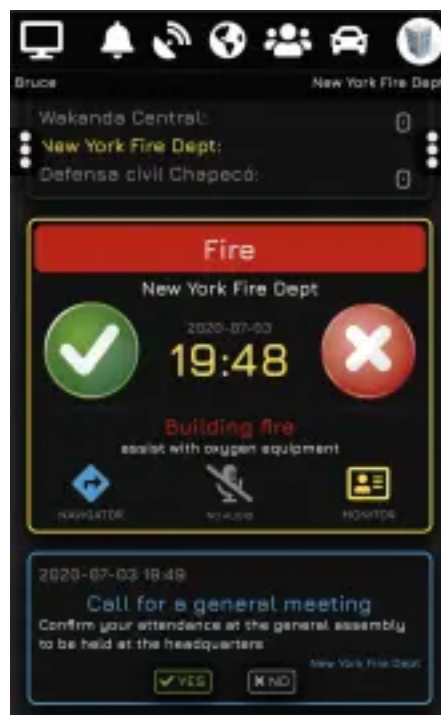 Bruce
New York Fire Dept
Wakanda Central: 0
New York Fire Dept:
Defensa civil Chapecó: 0
Fire
New York Fire Dept
2020-07-03
19:48
Building fire
assist with oxygen equipment
NAVIGATOR
NO AUDIO
MONITOR
2020-07-03 19:49
Call for a general meeting
Confirm your attendance at the general assembly
to be held at the headquarters
New York Fire Dept
YES
NO